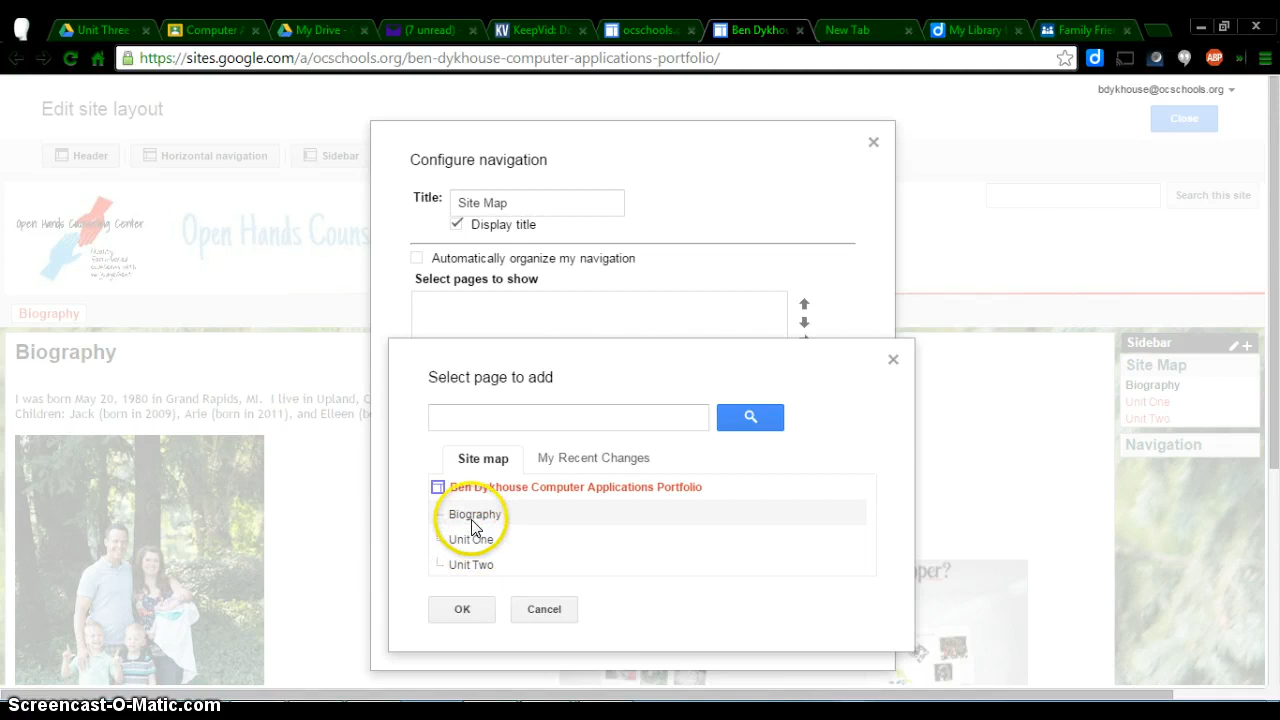 Unit Three
Computer A
My Drive -
(7 unread)
KeepVid: Do
ocschools.c
Ben Dykhou
New Tab
My Library
Family Frie
https://sites.google.com/a/ocschools.org/ben-dykhouse-computer-applications-portfolio/
ABP
bdykhouse@ocschools.org
Edit site layout
Close
Header
Horizontal navigation
Sidebar
Configure navigation
Title:
Site Map
Display title
Search this site
Open Hands Counseling Center
Open Hands Couns
Automatically organize my navigation
Select pages to show
Biography
Biography
I was born May 20, 1980 in Grand Rapids, MI. I live in Upland, C
Children: Jack (born in 2009), Arie (born in 2011), and Elleen (b
Sidebar
Site Map
Biography
Unit One
Unit Two
Navigation
Select page to add
Site map
My Recent Changes
Ben Dykhouse Computer Applications Portfolio
Biography
Unit One
Unit Two
OK
Cancel
per?
Screencast-O-Matic.com